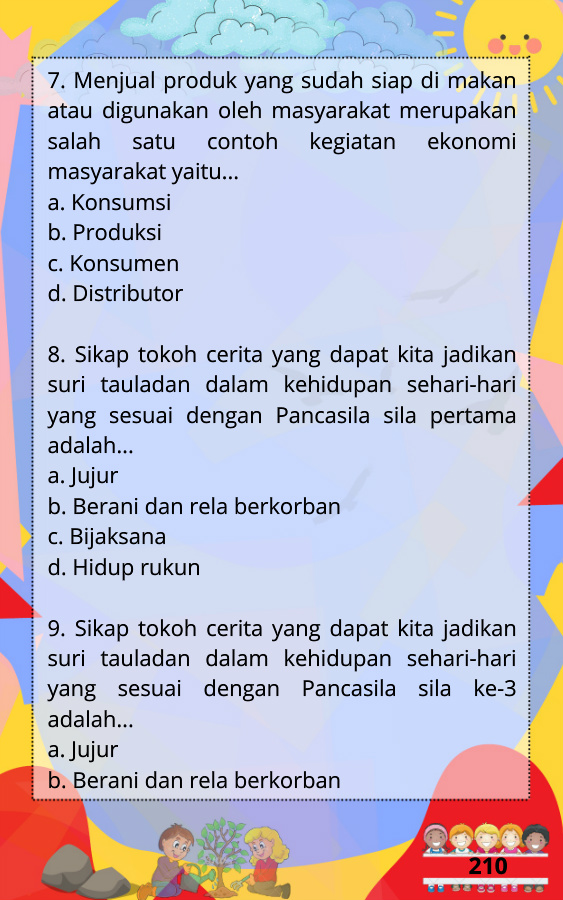 7. Menjual produk yang sudah siap di makan
atau digunakan oleh masyarakat merupakan
salah satu contoh kegiatan ekonomi
masyarakat yaitu...
a. Konsumsi
b. Produksi
c. Konsumen
d. Distributor
8. Sikap tokoh cerita yang dapat kita jadikan
suri tauladan dalam kehidupan sehari-hari
yang sesuai dengan Pancasila sila pertama
adalah...
a. Jujur
b. Berani dan rela berkorban
c. Bijaksana
d. Hidup rukun
9. Sikap tokoh cerita yang dapat kita jadikan
suri tauladan dalam kehidupan sehari-hari
yang sesuai dengan Pancasila sila ke-3
adalah...
a. Jujur
b. Berani dan rela berkorban
210